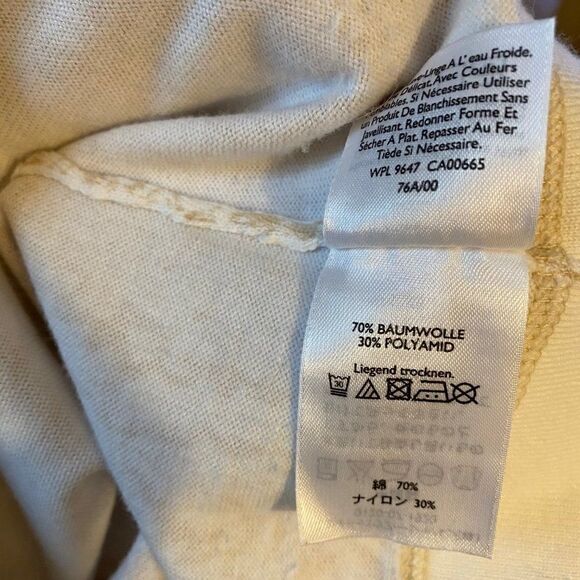 -Linge A L'eau Froide.
Délicat. Avec Couleurs
Si Nécessaire Utiliser
un Produit De Blanchissement Sans
Javellisant. Redonner Forme Et
Sécher A Plat. Repasser Au Fer
Tiède Si Nécessaire.
WPL 9647 CA00665
76A/00
70% BAUMWOLLE
30% POLYAMID
Liegend trocknen.
30
綿 70%
ナイロン 30%